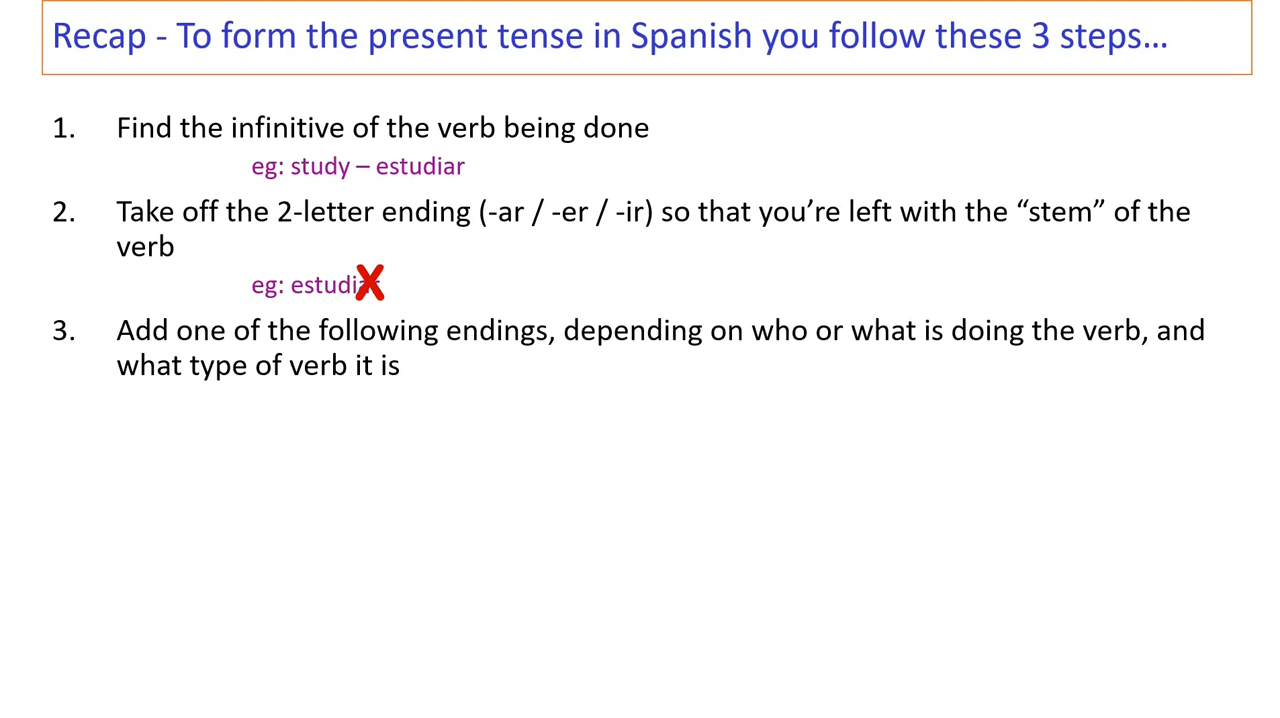 Recap - To form the present tense in Spanish you follow these 3 steps…
1. Find the infinitive of the verb being done
eg: study – estudiar
2. Take off the 2-letter ending (-ar / -er / -ir) so that you’re left with the “stem” of the
verb
eg: estudiar
3. Add one of the following endings, depending on who or what is doing the verb, and
what type of verb it is